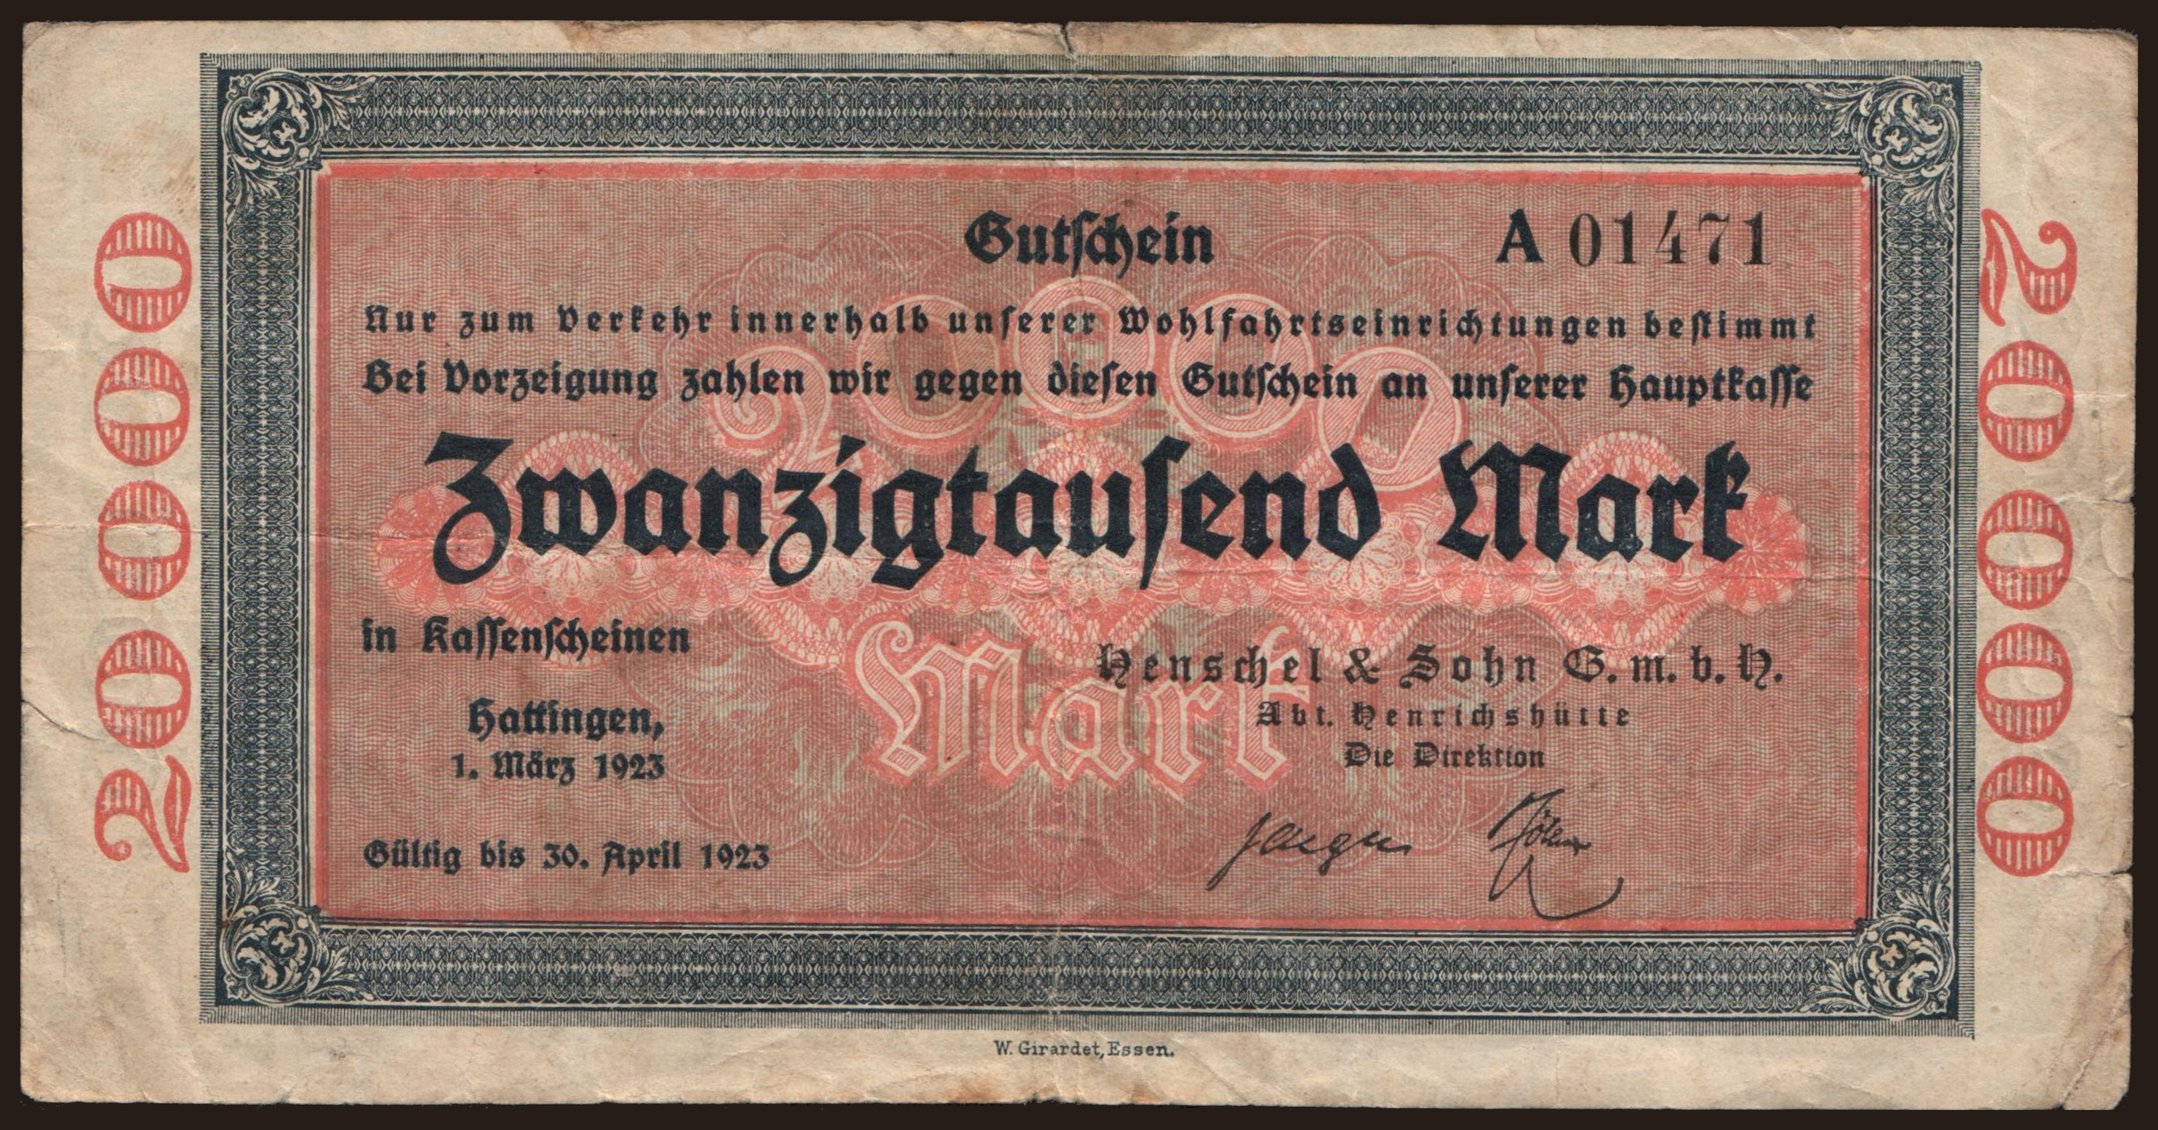 Gutschein
A 01471
Nur zum Verkehr innerhalb unserer Wohlfahrtseinrichtungen bestimmt
Bei Vorzeigung zahlen wir gegen diesen Gutschein an unserer Hauptkasse
20000
Zwanzigtausend Mark
in Kassenscheinen
Mark
Henschel & Sohn G.m.b.H.
Abt. Henrichshütte
Die Direktion
Hattingen,
1. März 1923
Gültig bis 30. April 1923
20000
20000
W. Girardet, Essen.